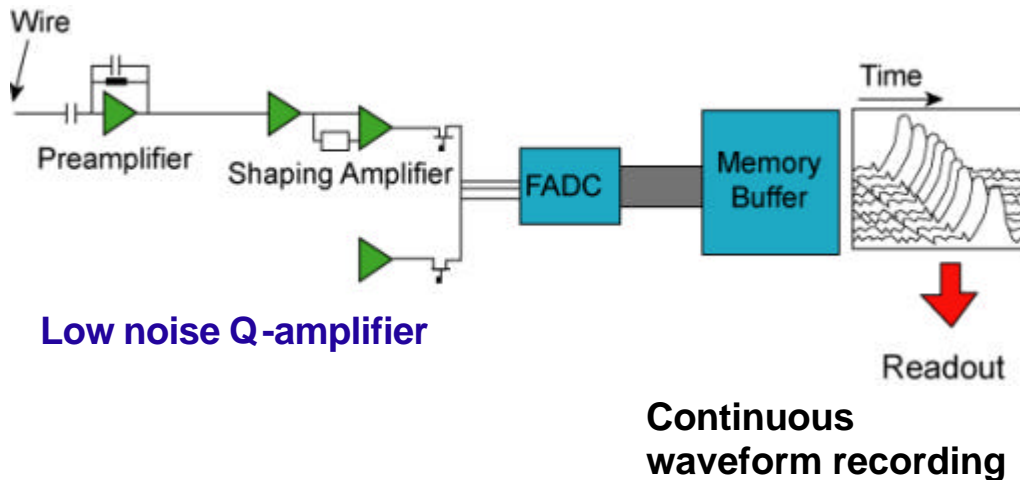 Wire
Time
Preamplifier
Shaping Amplifier
FADC
Memory
Buffer
Low noise Q-amplifier
Readout
Continuous
waveform recording